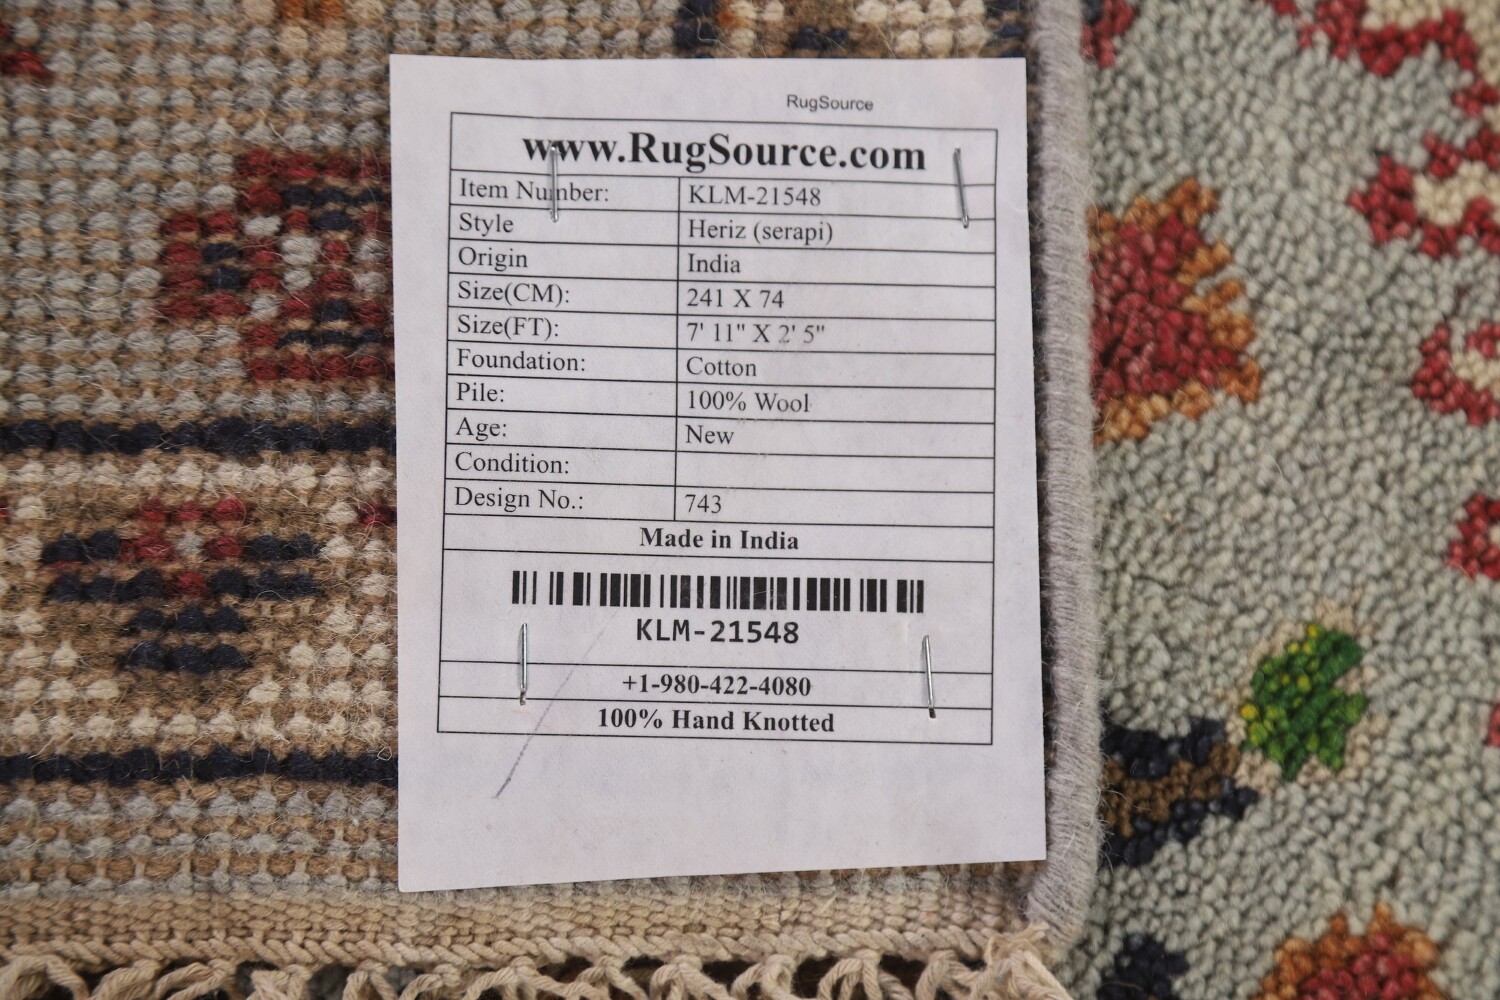 RugSource
www.RugSource.com
Item Number: KLM-21548
Style Heriz (serapi)
Origin India
Size(CM): 241 X 74
Size(FT): 7' 11" X 2' 5"
Foundation: Cotton
Pile: 100% Wool
Age: New
Condition:
Design No.: 743
Made in India
KLM-21548
+1-980-422-4080
100% Hand Knotted